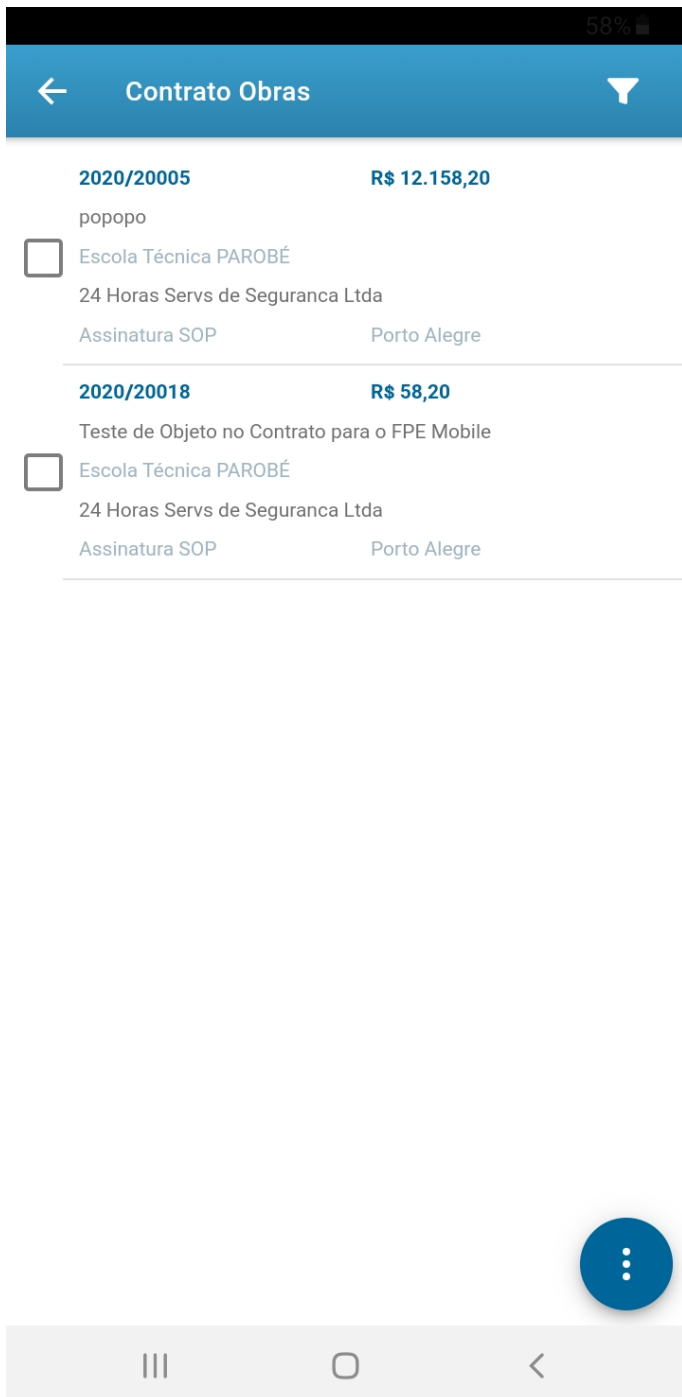 58%
Contrato Obras
2020/20005 R$ 12.158,20
popopo
Escola Técnica PAROBÉ
24 Horas Servs de Seguranca Ltda
Assinatura SOP Porto Alegre
2020/20018 R$ 58,20
Teste de Objeto no Contrato para o FPE Mobile
Escola Técnica PAROBÉ
24 Horas Servs de Seguranca Ltda
Assinatura SOP Porto Alegre